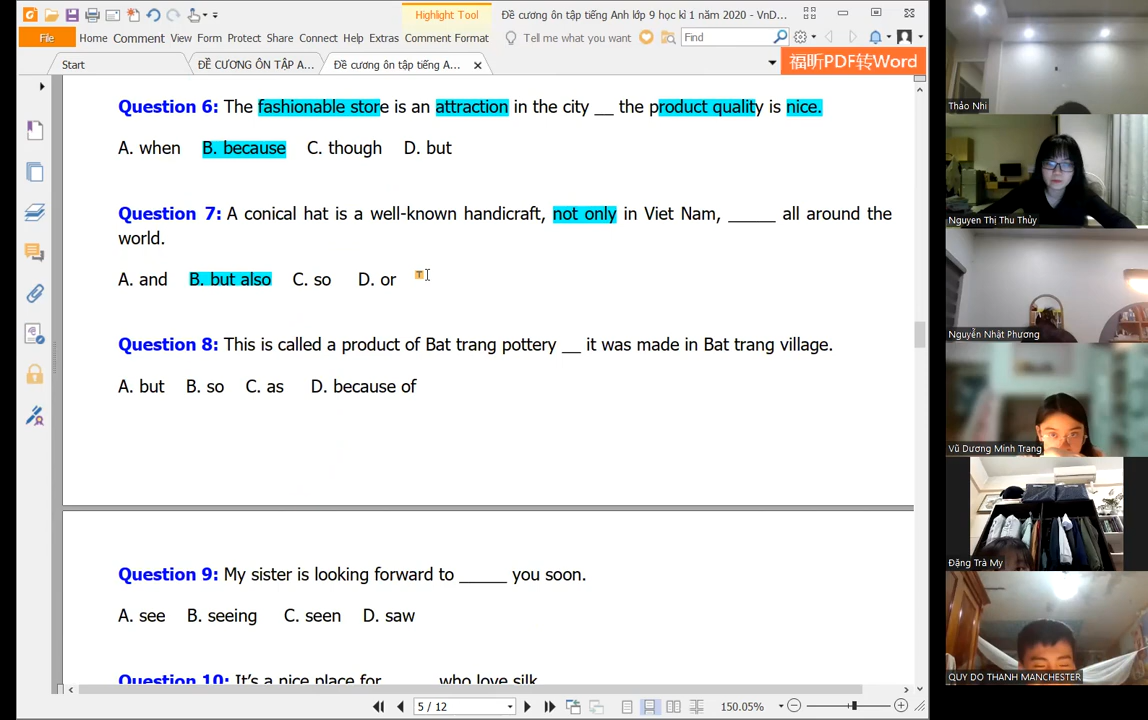 Highlight Tool
Đề cương ôn tập tiếng Anh lớp 9 học kì 1 năm 2020 - VnD...
File Home Comment View Form Protect Share Connect Help Extras Comment Format Tell me what you want Find
Start ĐỀ CƯƠNG ÔN TẬP A... Đề cương ôn tập tiếng A... 福昕PDF转Word
Question 6: The fashionable store is an attraction in the city __ the product quality is nice.
A. when B. because C. though D. but
Question 7: A conical hat is a well-known handicraft, not only in Viet Nam, _____ all around the
world.
A. and B. but also C. so D. or
Question 8: This is called a product of Bat trang pottery __ it was made in Bat trang village.
A. but B. so C. as D. because of
Question 9: My sister is looking forward to _____ you soon.
A. see B. seeing C. seen D. saw
Question 10: It's a nice place for _____ who love silk.
5 / 12 150.05%
Thảo Nhi
Nguyen Thị Thu Thủy
Nguyễn Nhật Phương
Vũ Dương Minh Trang
Đặng Trà My
QUY DO THANH MANCHESTER